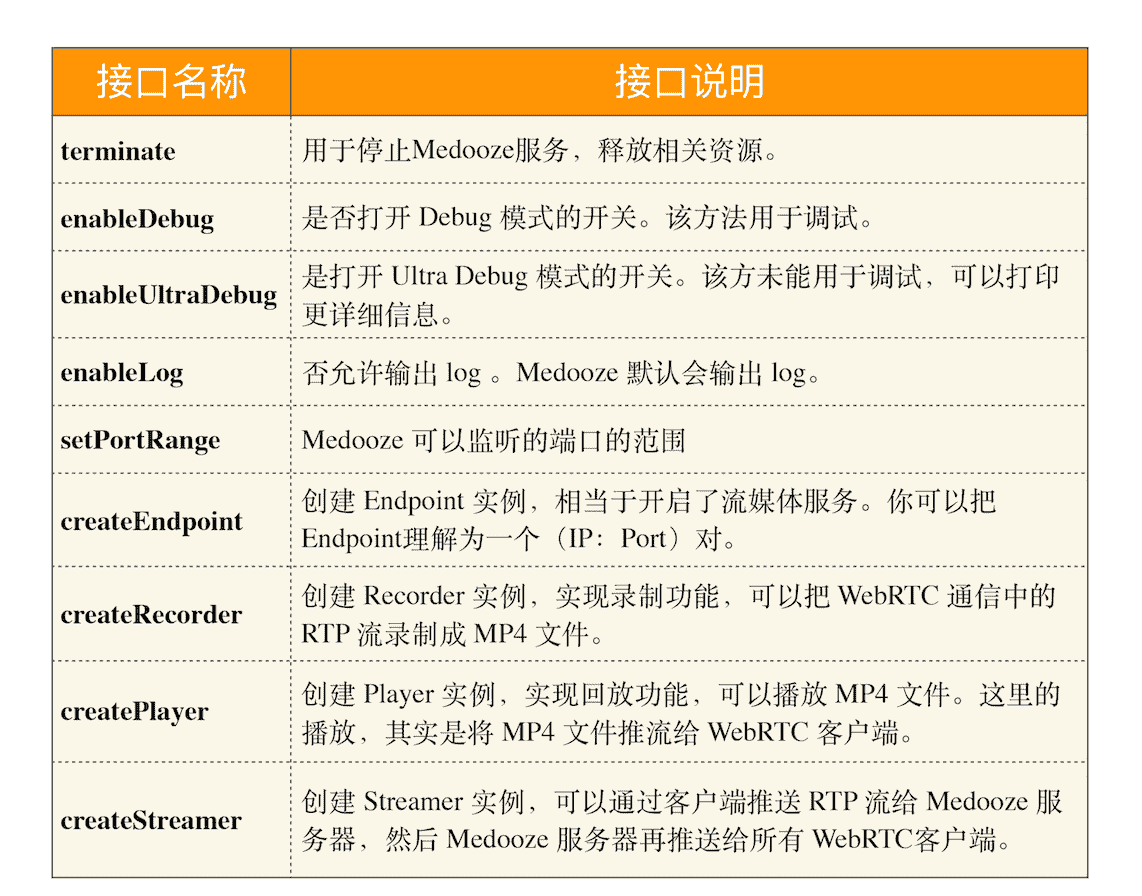 接口名称
接口说明
terminate
用于停止Medooze服务，释放相关资源。
enableDebug
是否打开 Debug 模式的开关。该方法用于调试。
enableUltraDebug
是打开 Ultra Debug 模式的开关。该方未能用于调试，可以打印
更详细信息。
enableLog
否允许输出 log 。Medooze 默认会输出 log。
setPortRange
Medooze 可以监听的端口的范围
createEndpoint
创建 Endpoint 实例，相当于开启了流媒体服务。你可以把
Endpoint理解为一个（IP：Port）对。
createRecorder
创建 Recorder 实例，实现录制功能，可以把 WebRTC 通信中的
RTP 流录制成 MP4 文件。
createPlayer
创建 Player 实例，实现回放功能，可以播放 MP4 文件。这里的
播放，其实是将 MP4 文件推流给 WebRTC 客户端。
createStreamer
创建 Streamer 实例，可以通过客户端推送 RTP 流给 Medooze 服
务器，然后 Medooze 服务器再推送给所有 WebRTC客户端。